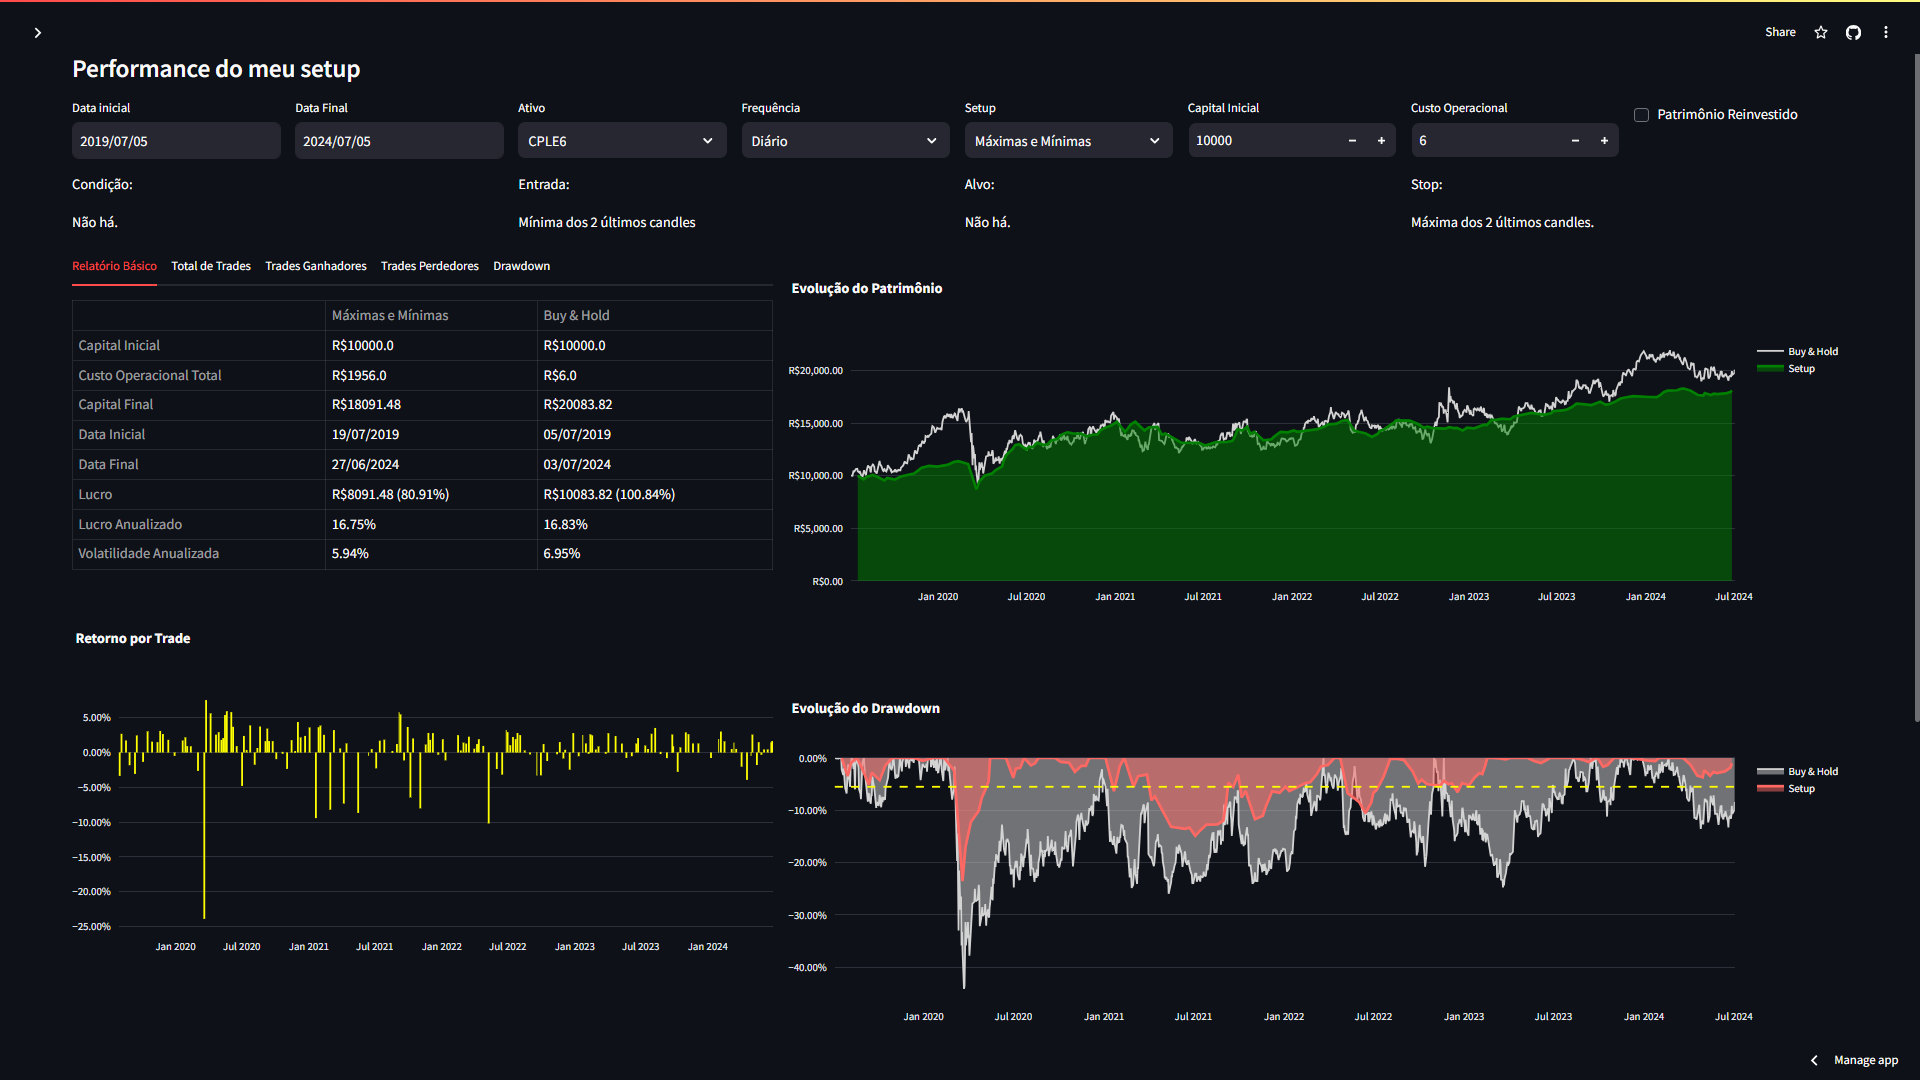 Share
Performance do meu setup
Data inicial
Data Final
Ativo
Frequência
Setup
Capital Inicial
Custo Operacional
Patrimônio Reinvestido
2019/07/05
2024/07/05
CPLE6
Diário
Máximas e Mínimas
10000
6
Condição:
Entrada:
Alvo:
Stop:
Não há.
Mínima dos 2 últimos candles
Não há.
Máxima dos 2 últimos candles.
Relatório Básico
Total de Trades
Trades Ganhadores
Trades Perdedores
Drawdown
Máximas e Mínimas Buy & Hold
Capital Inicial R$10000.0 R$10000.0
Custo Operacional Total R$1956.0 R$6.0
Capital Final R$18091.48 R$20083.82
Data Inicial 19/07/2019 05/07/2019
Data Final 27/06/2024 03/07/2024
Lucro R$8091.48 (80.91%) R$10083.82 (100.84%)
Lucro Anualizado 16.75% 16.83%
Volatilidade Anualizada 5.94% 6.95%
Evolução do Patrimônio
R$20,000.00
R$15,000.00
R$10,000.00
R$5,000.00
R$0.00
Jan 2020 Jul 2020 Jan 2021 Jul 2021 Jan 2022 Jul 2022 Jan 2023 Jul 2023 Jan 2024 Jul 2024
Buy & Hold
Setup
Retorno por Trade
5.00%
0.00%
−5.00%
−10.00%
−15.00%
−20.00%
−25.00%
Jan 2020 Jul 2020 Jan 2021 Jul 2021 Jan 2022 Jul 2022 Jan 2023 Jul 2023 Jan 2024
Evolução do Drawdown
0.00%
−10.00%
−20.00%
−30.00%
−40.00%
Jan 2020 Jul 2020 Jan 2021 Jul 2021 Jan 2022 Jul 2022 Jan 2023 Jul 2023 Jan 2024 Jul 2024
Buy & Hold
Setup
Manage app